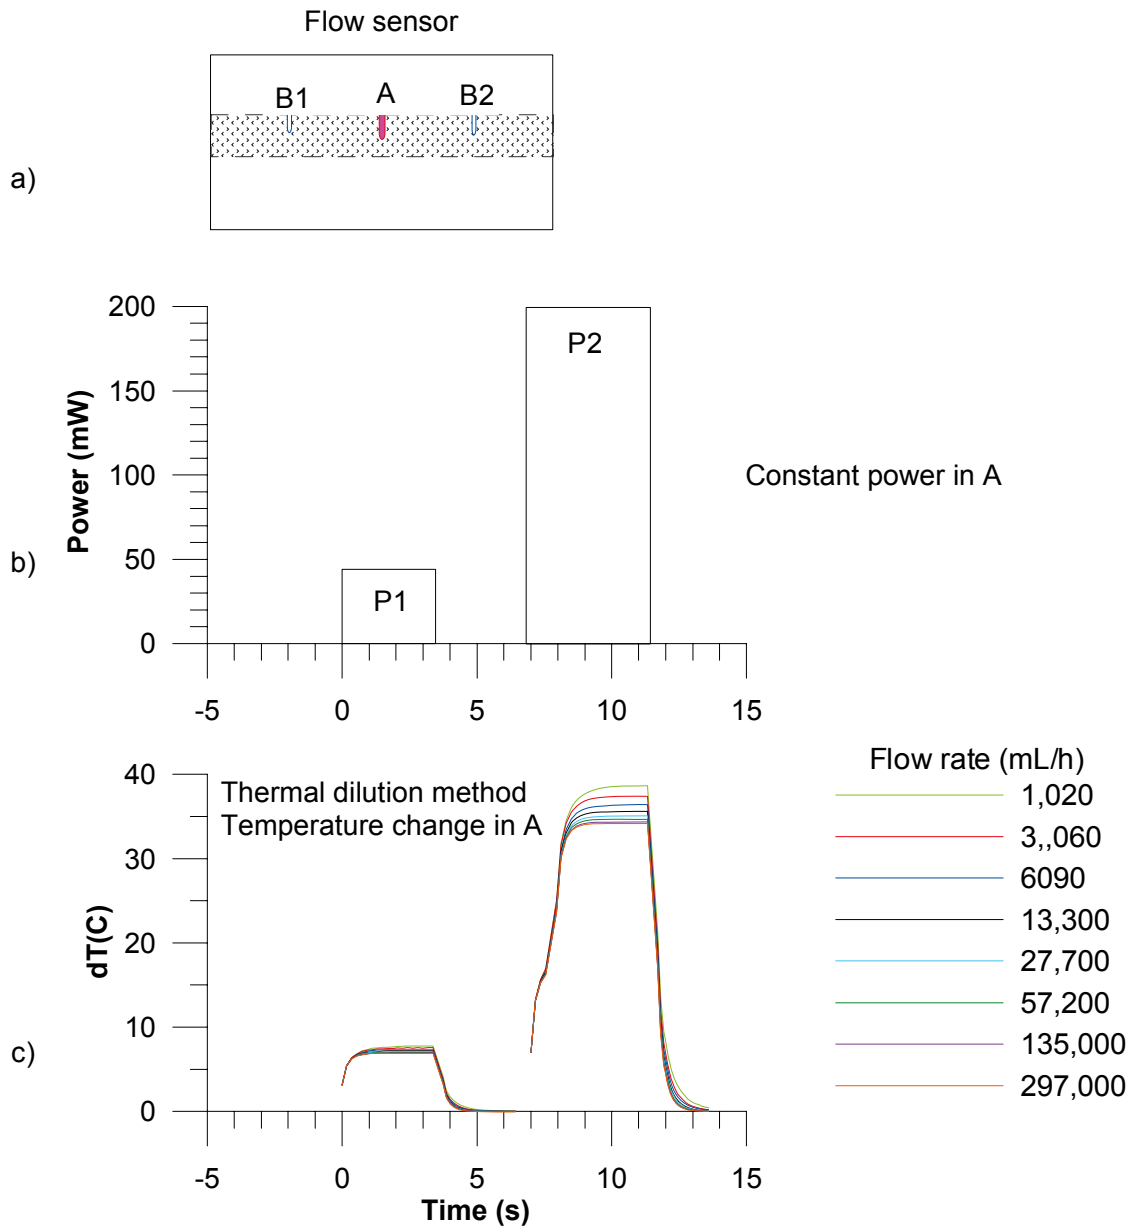 Flow sensor
B1
A
B2
a)
200
150
100
50
0
Power (mW)
P1
P2
Constant power in A
b)
-5
0
5
10
15
Flow rate (mL/h)
1,020
3,,060
6090
13,300
27,700
57,200
135,000
297,000
Thermal dilution method
Temperature change in A
40
30
20
10
0
dT(C)
c)
-5
0
5
10
15
Time (s)